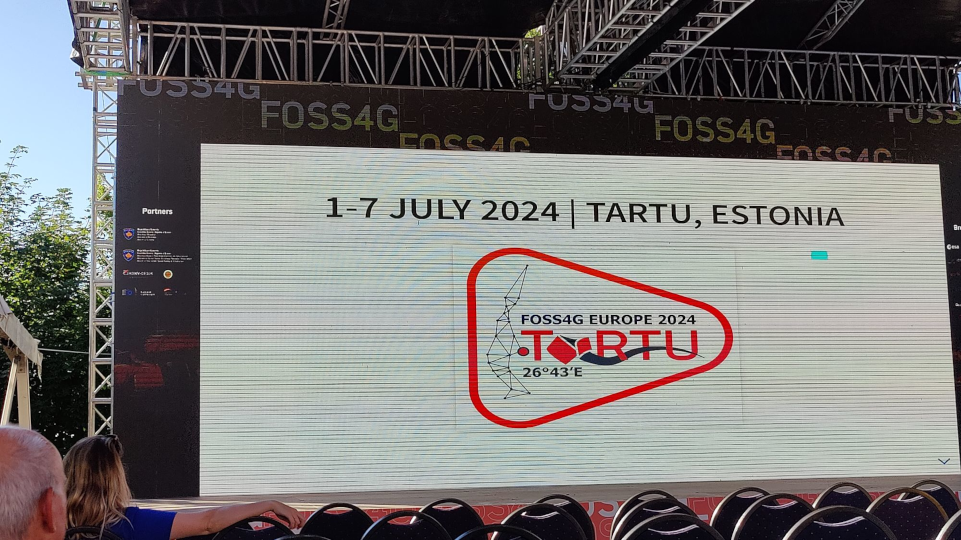 FOSS4G
FOSS4G
FOSS4G
FOSS4G
FOSS4G
FOSS4G
FOSS4G
Partners
1-7 JULY 2024 | TARTU, ESTONIA
FOSS4G EUROPE 2024
TARTU
26°43'E